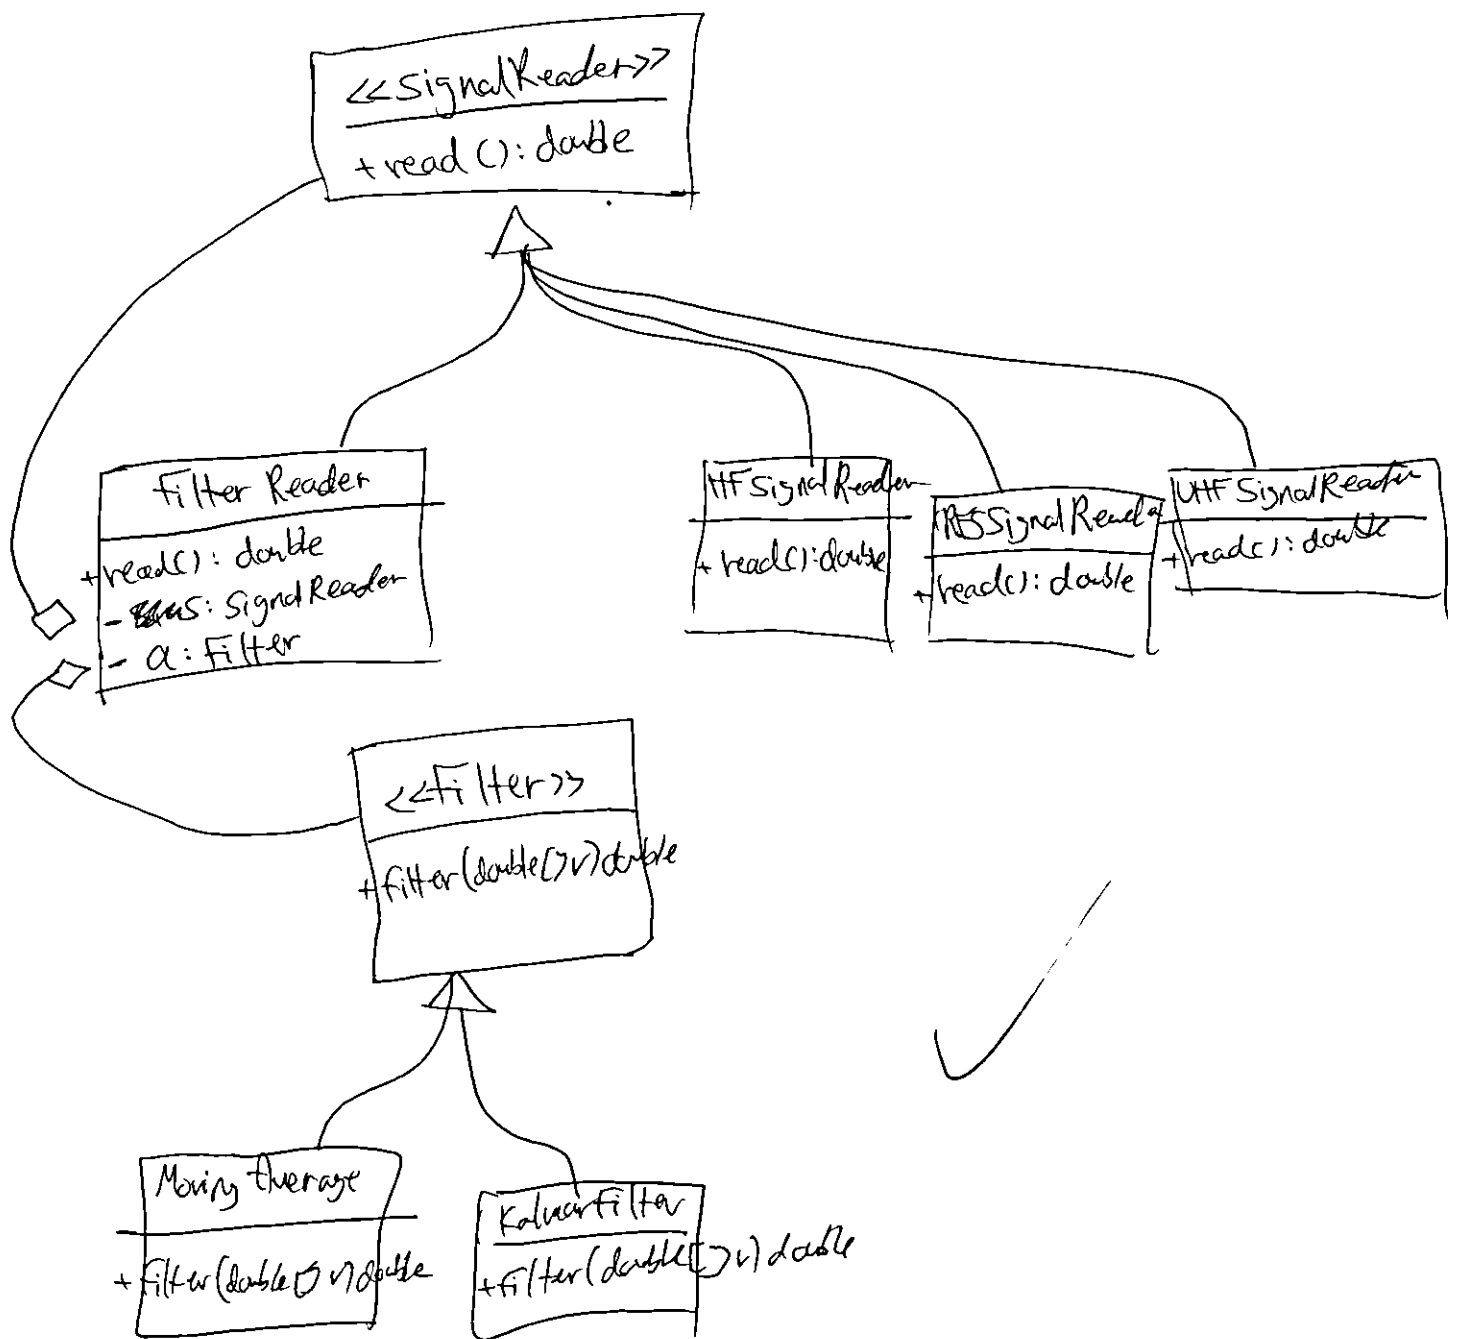 <<SignalReader>>
+ read(): double
Filter Reader
+ read(): double
- s: SignalReader
- a: Filter
HFSignalReader
+ read(): double
SignalReader
+ read(): double
UHFSignalReader
+ read(): double
<<Filter>>
+ filter(double[] v) double
Moving Average
+ filter(double[] v) double
KalmanFilter
+ filter(double[] v) double